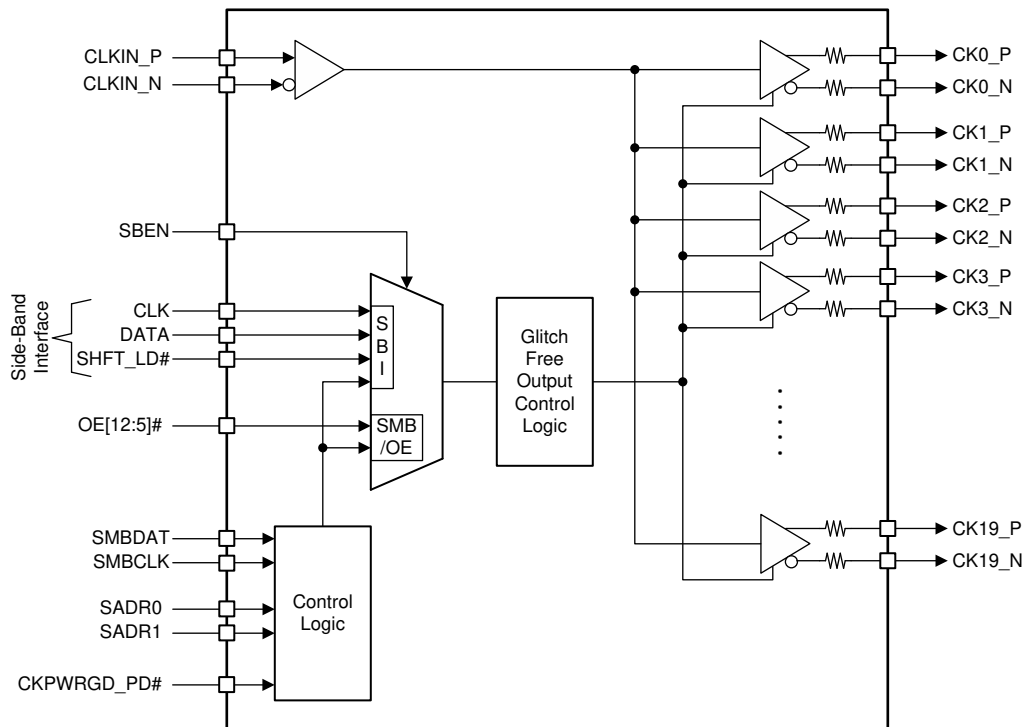 CLKIN_P
CLKIN_N
SBEN
Side-Band
Interface
CLK
DATA
SHFT_LD#
OE[12:5]#
SMBDAT
SMBCLK
SADR0
SADR1
CKPWRGD_PD#
S
B
I
SMB
/OE
Control
Logic
Glitch
Free
Output
Control
Logic
CK0_P
CK0_N
CK1_P
CK1_N
CK2_P
CK2_N
CK3_P
CK3_N
CK19_P
CK19_N